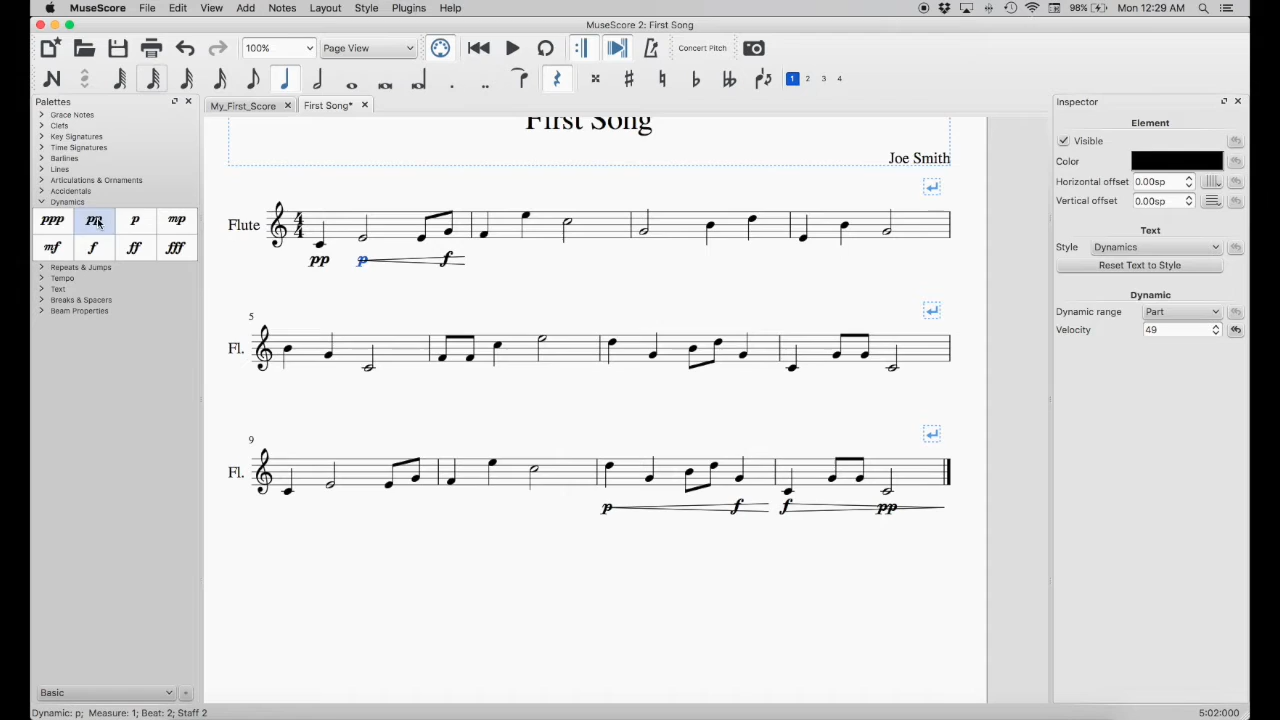 MuseScore File Edit View Add Notes Layout Style Plugins Help 98% Mon 12:29 AM
MuseScore 2: First Song
100% Page View Concert Pitch
1 2 3 4
Palettes
My_First_Score First Song*
Inspector
Grace Notes
Clefs
Key Signatures
Time Signatures
Barlines
Lines
Articulations & Ornaments
Accidentals
Dynamics
ppp pp p mp
mf f ff fff
Repeats & Jumps
Tempo
Text
Breaks & Spacers
Beam Properties
Basic
First Song
Joe Smith
Flute
pp p f
5
Fl.
9
Fl.
p f f pp
Element
Visible
Color
Horizontal offset 0.00sp
Vertical offset 0.00sp
Text
Style Dynamics
Reset Text to Style
Dynamic
Dynamic range Part
Velocity 49
Dynamic: p; Measure: 1; Beat: 2; Staff 2
5:02:000